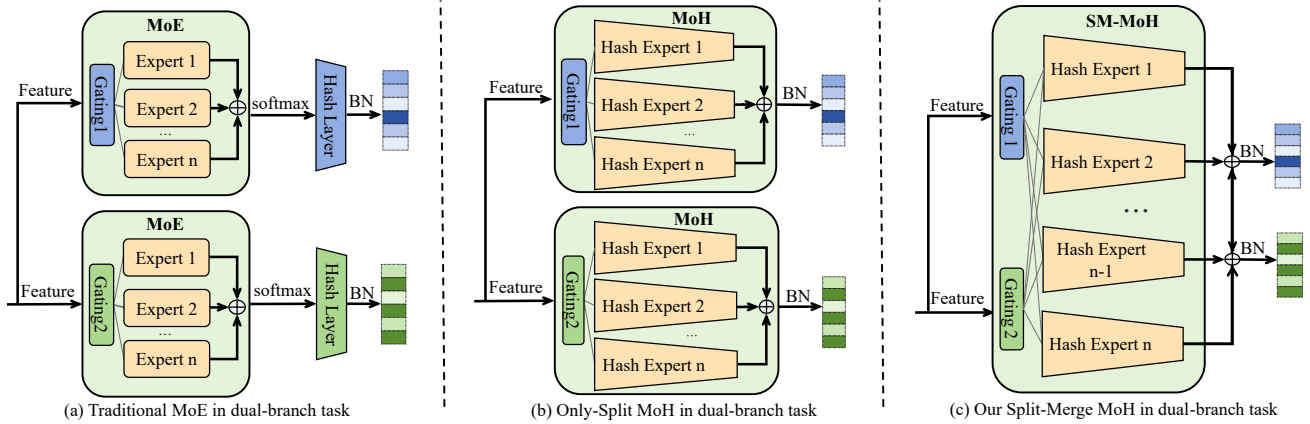 MoE
Feature
Gating1
Expert 1
Expert 2
...
Expert n
softmax
Hash Layer
BN
MoE
Feature
Gating2
Expert 1
Expert 2
...
Expert n
softmax
Hash Layer
BN
(a) Traditional MoE in dual-branch task
MoH
Feature
Gating1
Hash Expert 1
Hash Expert 2
...
Hash Expert n
BN
MoH
Feature
Gating2
Hash Expert 1
Hash Expert 2
...
Hash Expert n
BN
(b) Only-Split MoH in dual-branch task
SM-MoH
Feature
Gating 1
Hash Expert 1
Hash Expert 2
...
Hash Expert
n-1
Hash Expert n
Feature
Gating 2
BN
BN
(c) Our Split-Merge MoH in dual-branch task